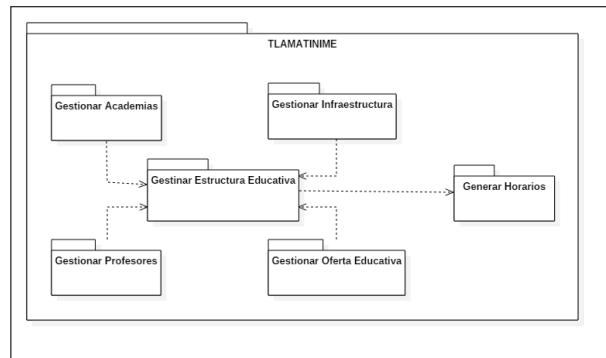 TLAMATINIME
Gestionar Academias
Gestionar Infraestructura
Gestinar Estructura Educativa
Generar Horarios
Gestionar Profesores
Gestionar Oferta Educativa